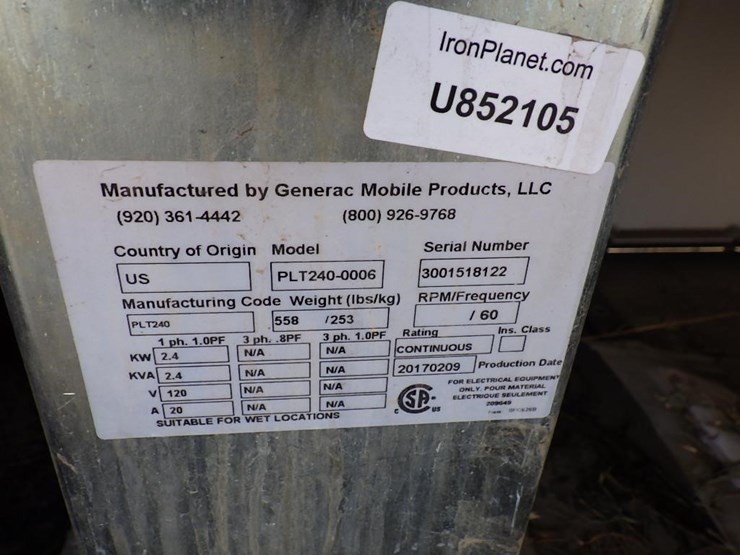 IronPlanet.com
U852105
Manufactured by Generac Mobile Products, LLC
(920) 361-4442 (800) 926-9768
Country of Origin Model Serial Number
US PLT240-0006 3001518122
Manufacturing Code Weight (lbs/kg) RPM/Frequency
PLT240 558 /253 / 60
1 ph. 1.0PF 3 ph. .8PF 3 ph. 1.0PF Rating Ins. Class
KW 2.4 N/A N/A CONTINUOUS
KVA 2.4 N/A N/A 20170209 Production Date
V 120 N/A N/A
A 20 N/A N/A
SUITABLE FOR WET LOCATIONS
FOR ELECTRICAL EQUIPMENT
ONLY. POUR MATERIAL
ELECTRIQUE SEULEMENT
209649
C SA US